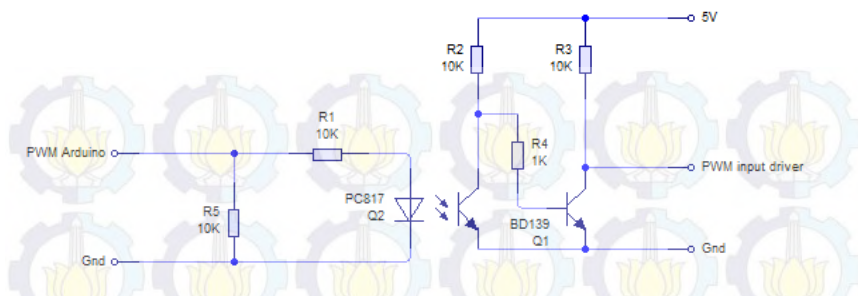 5V
R2
10K
R3
10K
R1
10K
R4
1K
PWM Arduino
PWM input driver
PC817
Q2
R5
10K
BD139
Q1
Gnd
Gnd